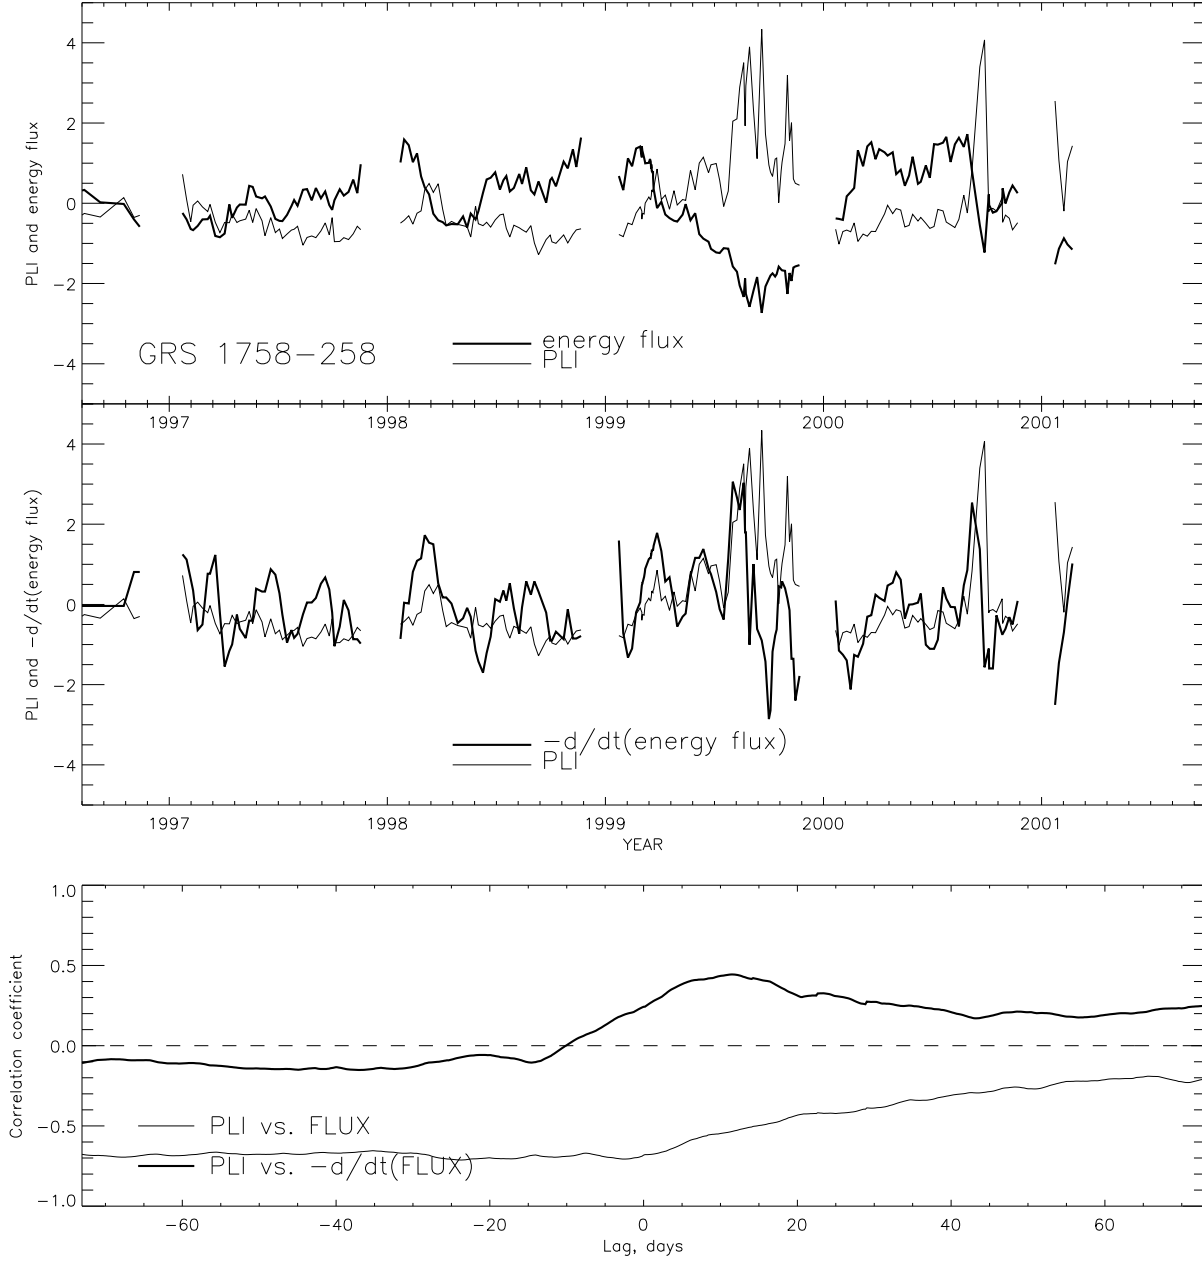 4
2
0
−2
−4
PLI and energy flux
GRS 1758−258
energy flux
PLI
1997 1998 1999 2000 2001
4
2
0
−2
−4
PLI and −d/dt(energy flux)
−d/dt(energy flux)
PLI
1997 1998 1999 2000 2001
YEAR
1.0
0.5
0.0
−0.5
−1.0
Correlation coefficient
PLI vs. FLUX
PLI vs. −d/dt(FLUX)
−60 −40 −20 0 20 40 60
Lag, days